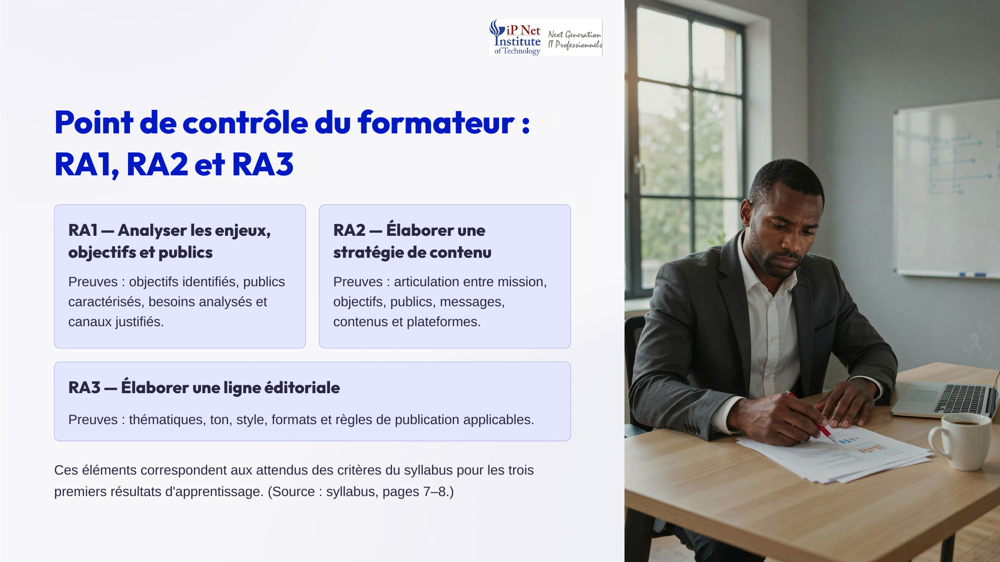 iP Net
Institute
of Technology
Next Generation
IT Professionnels
Point de contrôle du formateur :
RA1, RA2 et RA3
RA1 — Analyser les enjeux,
objectifs et publics
Preuves : objectifs identifiés, publics
caractérisés, besoins analysés et
canaux justifiés.
RA2 — Élaborer une
stratégie de contenu
Preuves : articulation entre mission,
objectifs, publics, messages,
contenus et plateformes.
RA3 — Élaborer une ligne éditoriale
Preuves : thématiques, ton, style, formats et règles de publication applicables.
Ces éléments correspondent aux attendus des critères du syllabus pour les trois
premiers résultats d'apprentissage. (Source : syllabus, pages 7–8.)